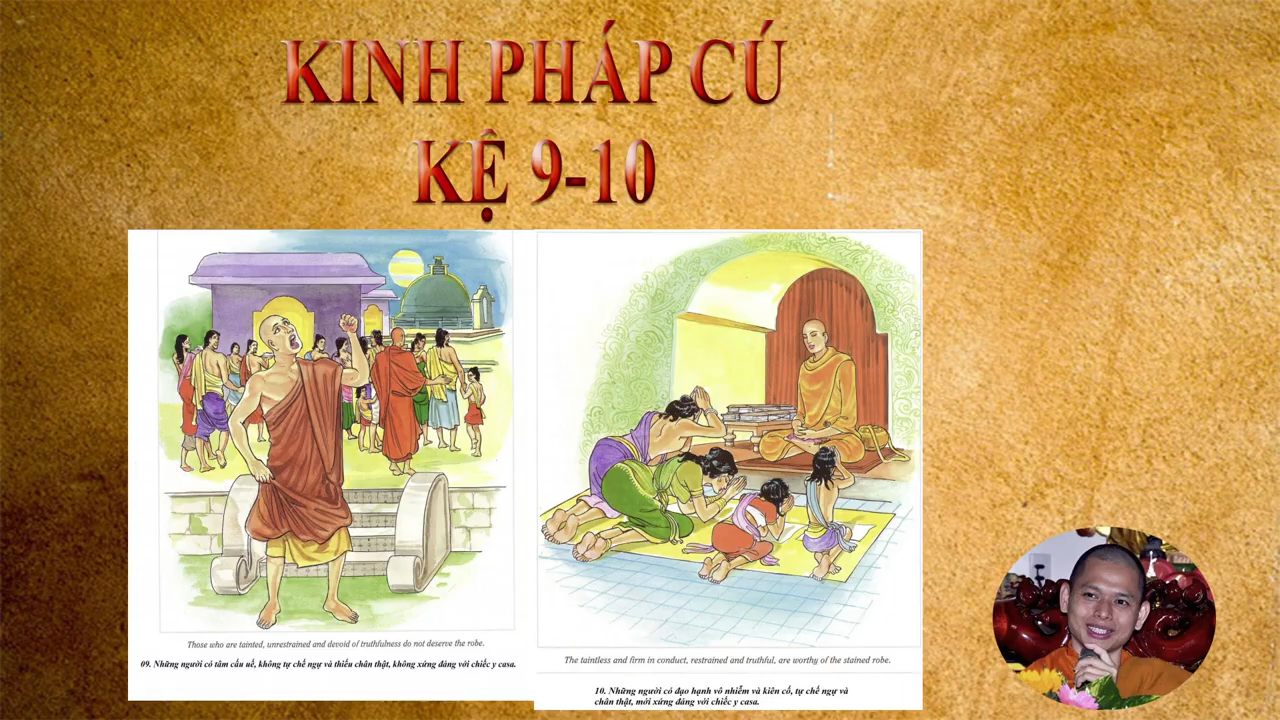 KINH PHÁP CÚ
KỆ 9-10
Those who are tainted, unrestrained and devoid of truthfulness do not deserve the robe.
09. Những người có tâm cấu uế, không tự chế ngự và thiếu chân thật, không xứng đáng với chiếc y casa.
The taintless and firm in conduct, restrained and truthful, are worthy of the stained robe.
10. Những người có đạo hạnh vô nhiễm và kiên cố, tự chế ngự và
chân thật, mới xứng đáng với chiếc y casa.